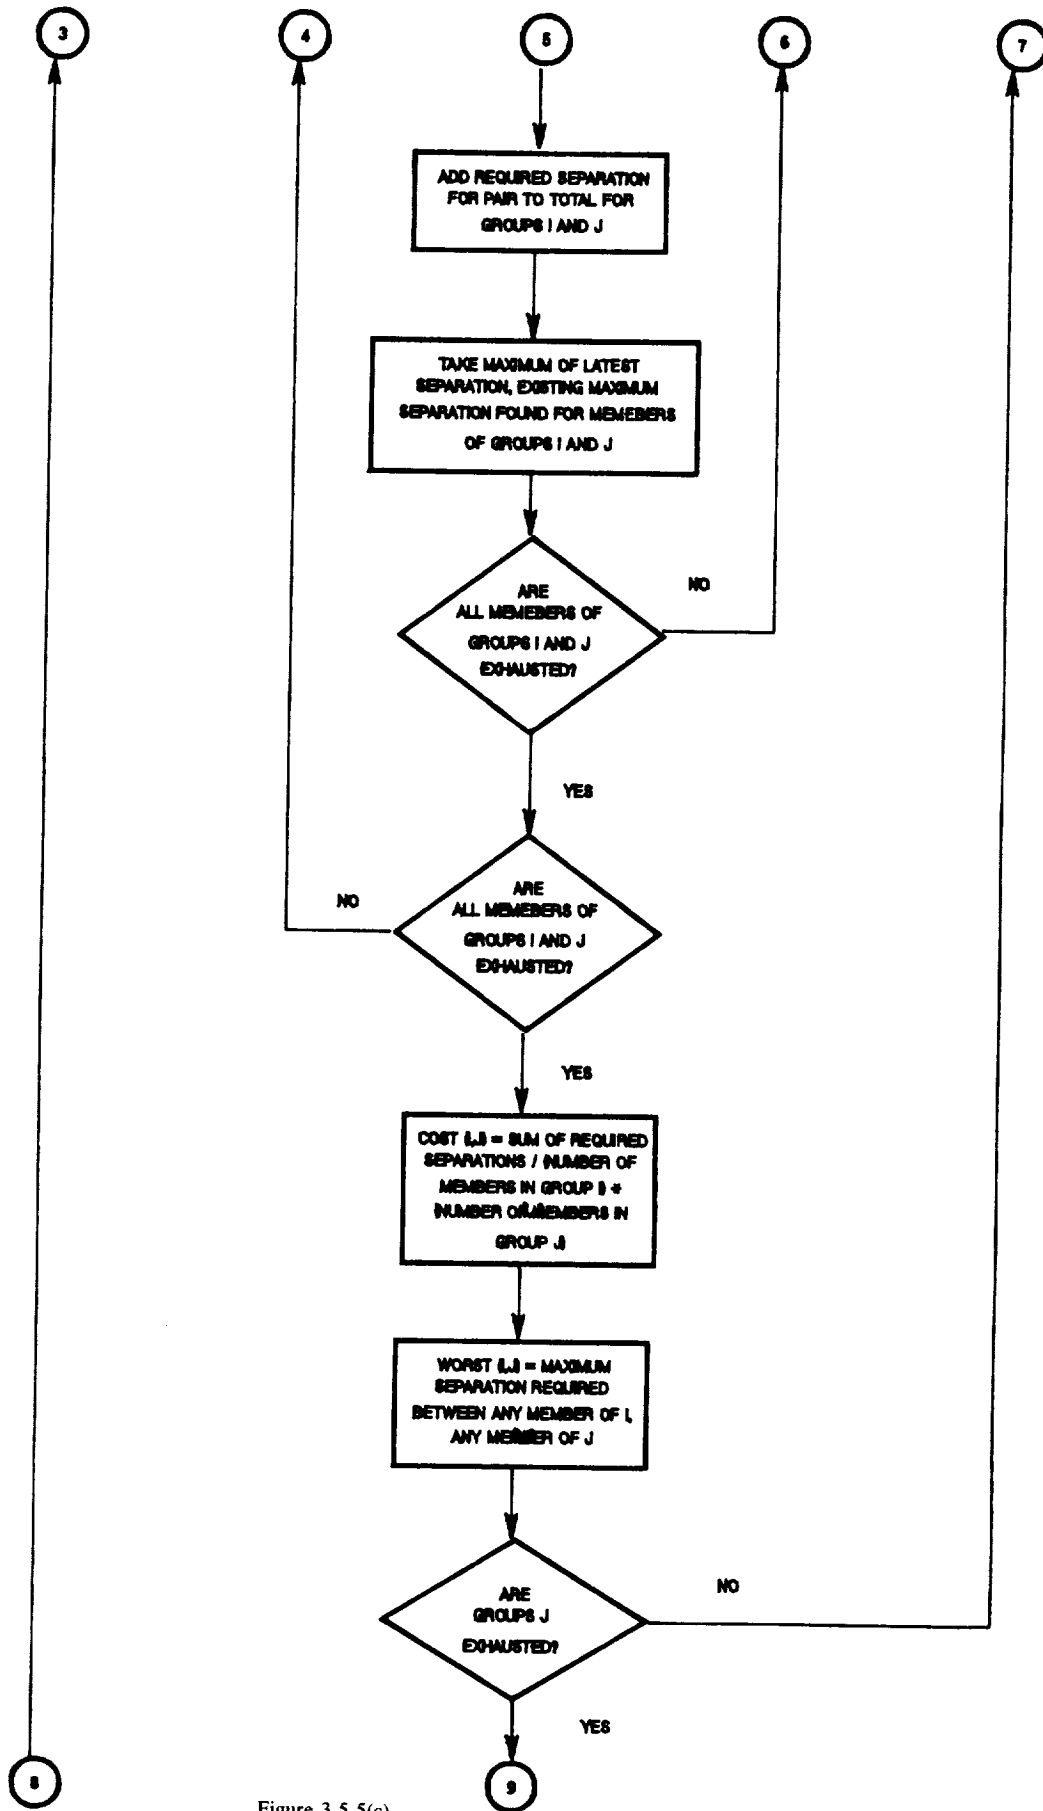 3
4
5
6
7
ADD REQUIRED SEPARATION
FOR PAIR TO TOTAL FOR
GROUPS I AND J
TAKE MAXIMUM OF LATEST
SEPARATION, EXISTING MAXIMUM
SEPARATION FOUND FOR MEMEBERS
OF GROUPS I AND J
ARE
ALL MEMEBERS OF
GROUPS I AND J
EXHAUSTED?
NO
YES
ARE
ALL MEMEBERS OF
GROUPS I AND J
EXHAUSTED?
NO
YES
COST (I,J) = SUM OF REQUIRED
SEPARATIONS / (NUMBER OF
MEMBERS IN GROUP I) *
(NUMBER OF MEMBERS IN
GROUP J)
WORST (I,J) = MAXIMUM
SEPARATION REQUIRED
BETWEEN ANY MEMBER OF I,
ANY MEMBER OF J
ARE
GROUPS J
EXHAUSTED?
NO
YES
8
9
Figure 3.5.5(c)